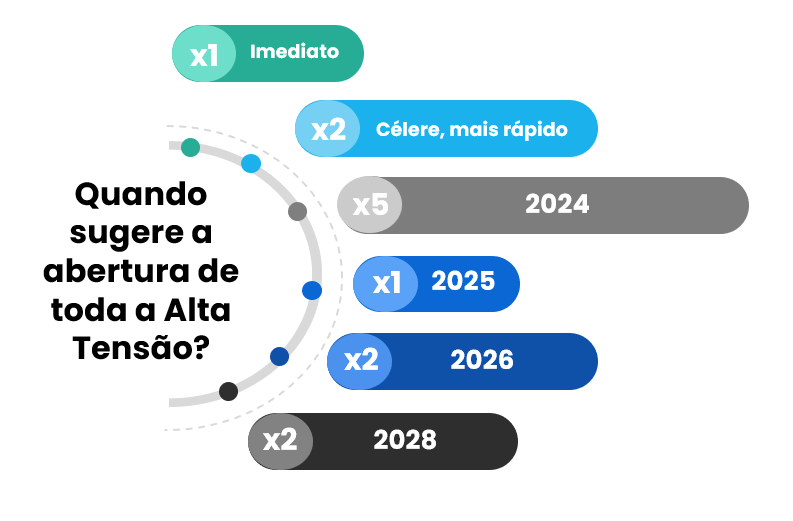 x1 Imediato
x2 Célere, mais rápido
x5 2024
Quando
sugere a
abertura de
toda a Alta
Tensão?
x1 2025
x2 2026
x2 2028